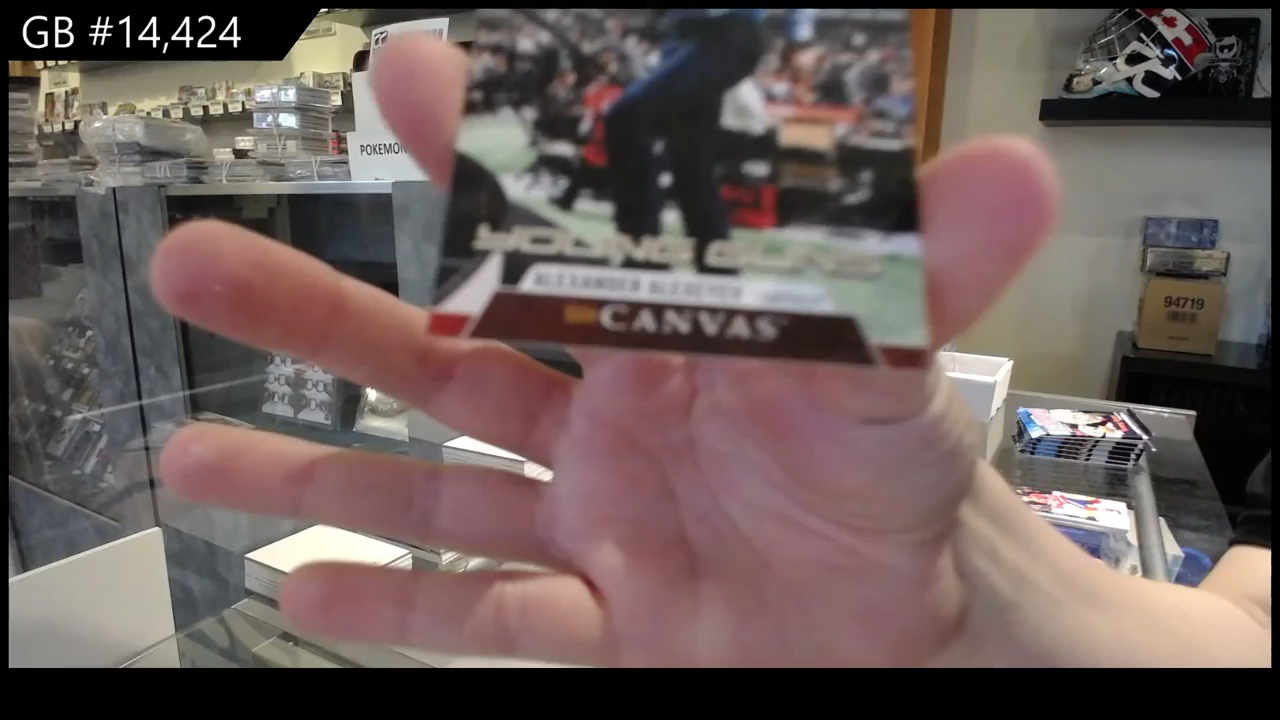 GB #14,424
POKEMON
94719
YOUNG GUNS
ALEXANDER ALEXEYEV
CANVAS